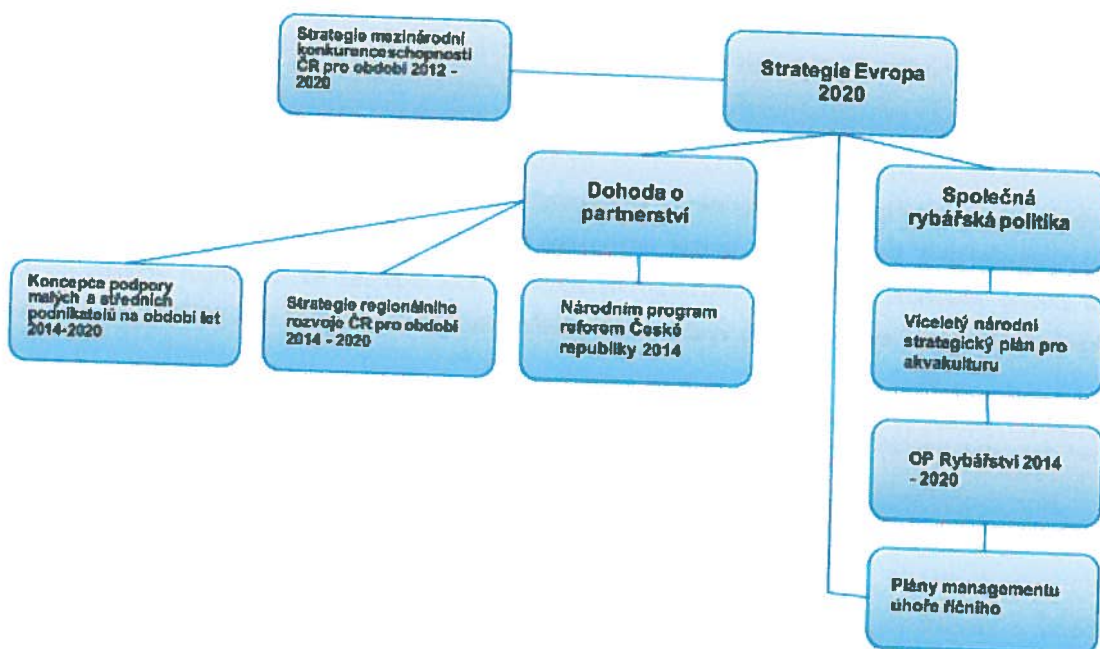 Strategie mezinárodní
konkurenceschopnosti
ČR pro období 2012 -
2020
Strategie Evropa
2020
Dohoda o
partnerství
Společná
rybářská politika
Koncepce podpory
malých a středních
podnikatelů na období let
2014-2020
Strategie regionálního
rozvoje ČR pro období
2014 - 2020
Národním program
reforem České
republiky 2014
Víceletý národní
strategický plán pro
akvakulturu
OP Rybářství 2014
- 2020
Plány managementu
úhoře říčního